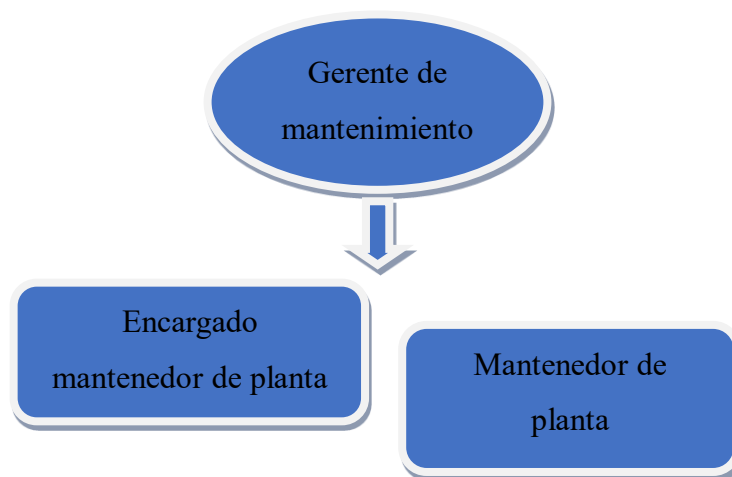 Gerente de
mantenimiento
Encargado
mantenedor de planta
Mantenedor de
planta